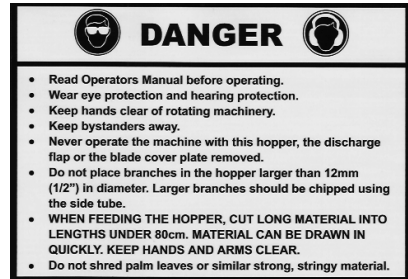 DANGER
• Read Operators Manual before operating.
• Wear eye protection and hearing protection.
• Keep hands clear of rotating machinery.
• Keep bystanders away.
• Never operate the machine with this hopper, the discharge
flap or the blade cover plate removed.
• Do not place branches in the hopper larger than 12mm
(1/2”) in diameter. Larger branches should be chipped using
the side tube.
• WHEN FEEDING THE HOPPER, CUT LONG MATERIAL INTO
LENGTHS UNDER 80cm. MATERIAL CAN BE DRAWN IN
QUICKLY. KEEP HANDS AND ARMS CLEAR.
• Do not shred palm leaves or similar strong, stringy material.